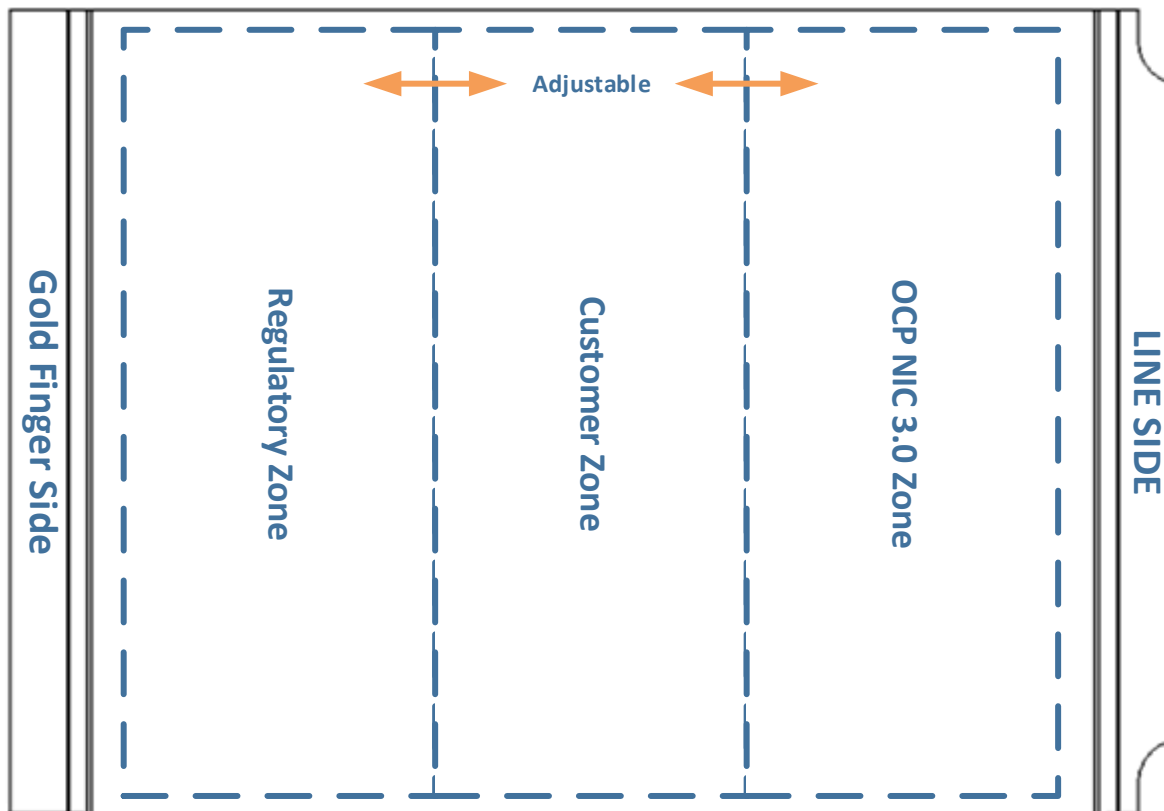 Adjustable
Gold Finger Side
Regulatory Zone
Customer Zone
OCP NIC 3.0 Zone
LINE SIDE